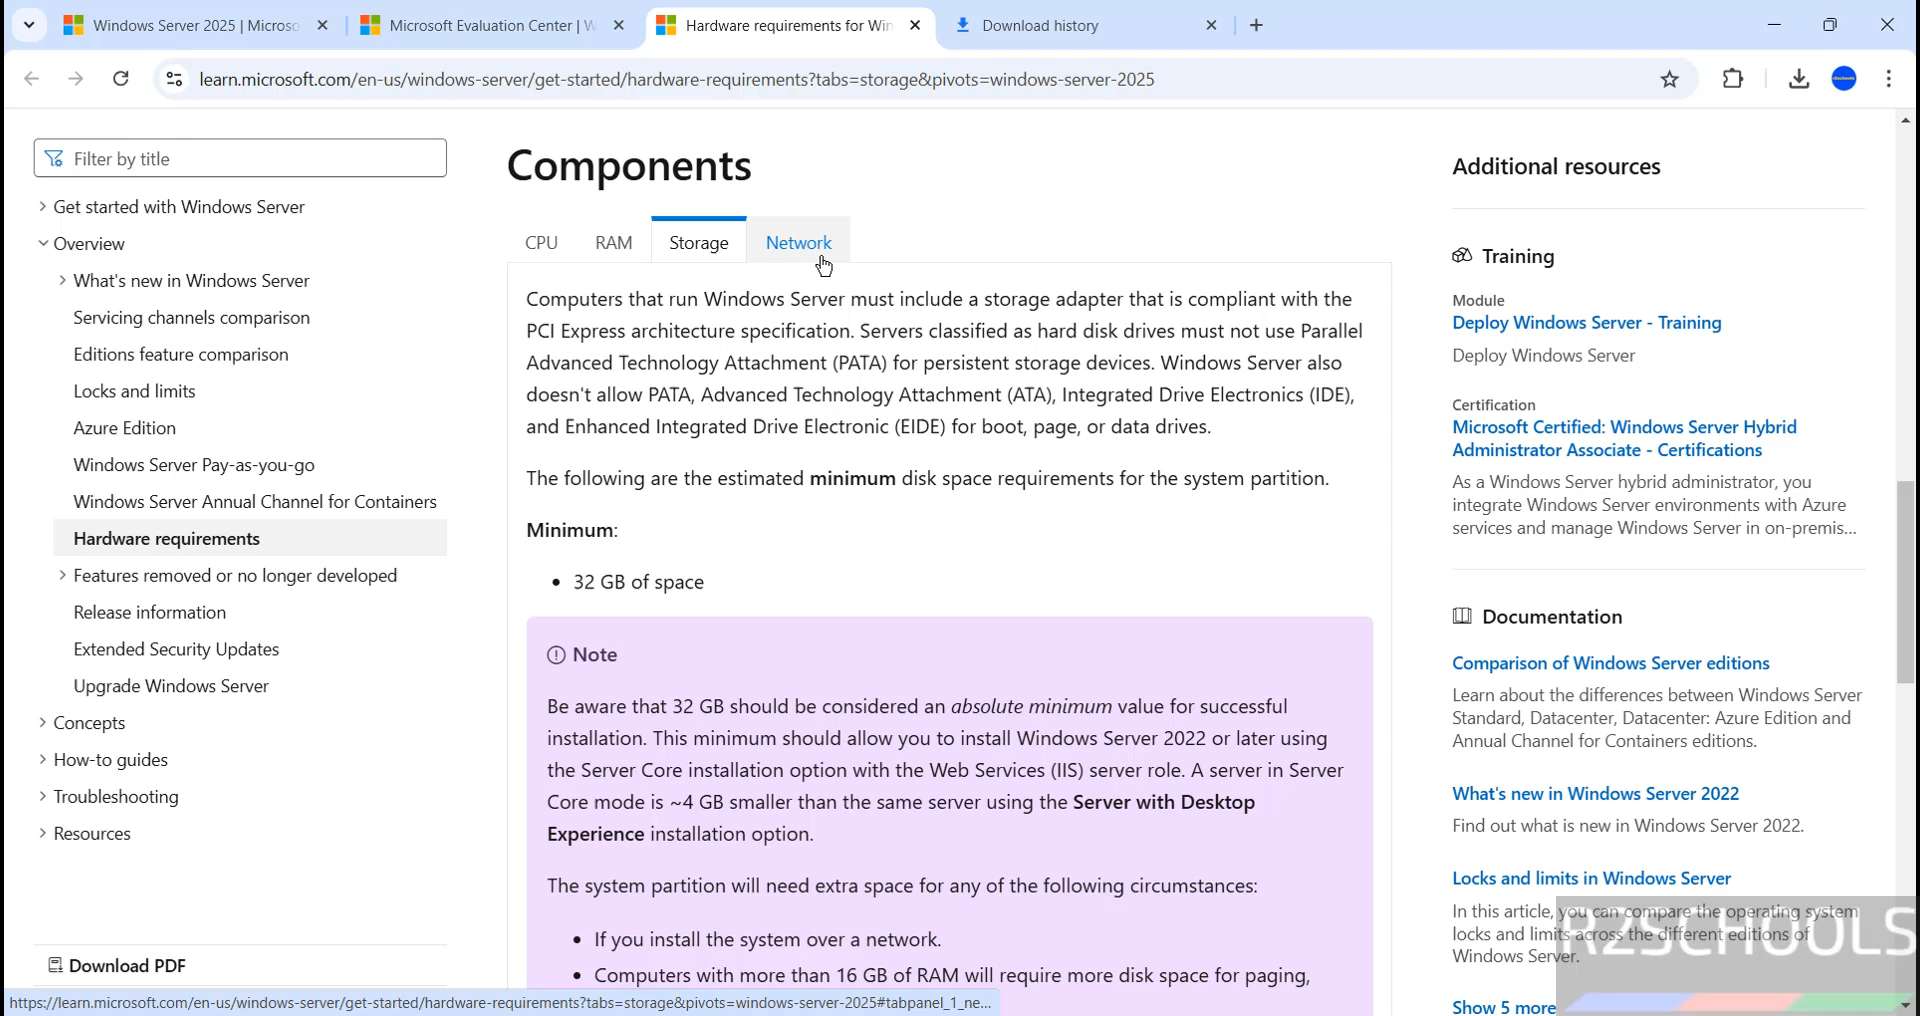 Windows Server 2025 | Micros
Microsoft Evaluation Center | W
Hardware requirements for Win
Download history
learn.microsoft.com/en-us/windows-server/get-started/hardware-requirements?tabs=storage&pivots=windows-server-2025
Filter by title
Get started with Windows Server
Overview
What's new in Windows Server
Servicing channels comparison
Editions feature comparison
Locks and limits
Azure Edition
Windows Server Pay-as-you-go
Windows Server Annual Channel for Containers
Hardware requirements
Features removed or no longer developed
Release information
Extended Security Updates
Upgrade Windows Server
Concepts
How-to guides
Troubleshooting
Resources
Download PDF
https://learn.microsoft.com/en-us/windows-server/get-started/hardware-requirements?tabs=storage&pivots=windows-server-2025#tabpanel_1_ne...
Components
CPU
RAM
Storage
Network
Computers that run Windows Server must include a storage adapter that is compliant with the
PCI Express architecture specification. Servers classified as hard disk drives must not use Parallel
Advanced Technology Attachment (PATA) for persistent storage devices. Windows Server also
doesn't allow PATA, Advanced Technology Attachment (ATA), Integrated Drive Electronics (IDE),
and Enhanced Integrated Drive Electronic (EIDE) for boot, page, or data drives.
The following are the estimated minimum disk space requirements for the system partition.
Minimum:
• 32 GB of space
Note
Be aware that 32 GB should be considered an absolute minimum value for successful
installation. This minimum should allow you to install Windows Server 2022 or later using
the Server Core installation option with the Web Services (IIS) server role. A server in Server
Core mode is ~4 GB smaller than the same server using the Server with Desktop
Experience installation option.
The system partition will need extra space for any of the following circumstances:
• If you install the system over a network.
• Computers with more than 16 GB of RAM will require more disk space for paging,
Additional resources
Training
Module
Deploy Windows Server - Training
Deploy Windows Server
Certification
Microsoft Certified: Windows Server Hybrid
Administrator Associate - Certifications
As a Windows Server hybrid administrator, you
integrate Windows Server environments with Azure
services and manage Windows Server in on-premis...
Documentation
Comparison of Windows Server editions
Learn about the differences between Windows Server
Standard, Datacenter, Datacenter: Azure Edition and
Annual Channel for Containers editions.
What's new in Windows Server 2022
Find out what is new in Windows Server 2022.
Locks and limits in Windows Server
In this article, you can compare the operating system
locks and limits across the different editions of
Windows Server.
Show 5 more
R2SCHOOLS